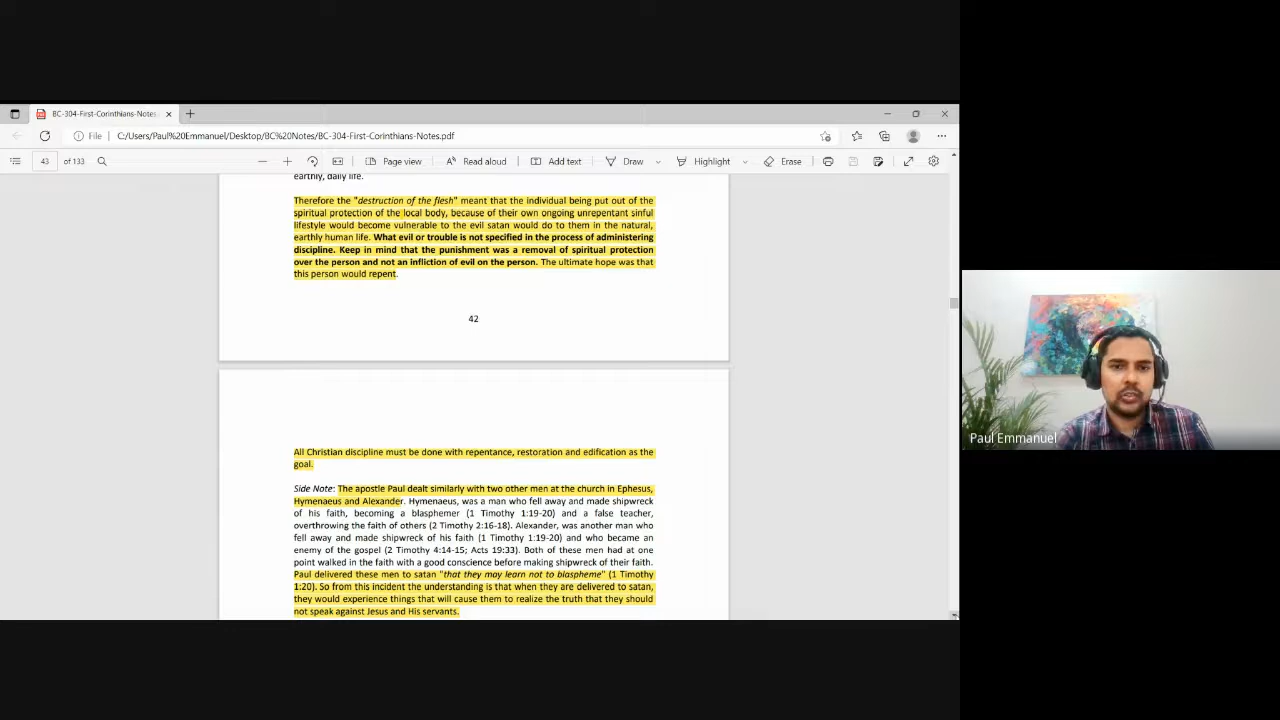 BC-304-First-Corinthians-Notes
File
C:/Users/Paul%20Emmanuel/Desktop/BC%20Notes/BC-304-First-Corinthians-Notes.pdf
43 of 133
Page view
Read aloud
Add text
Draw
Highlight
Erase
earthly, daily life.
Therefore the "destruction of the flesh" meant that the individual being put out of the
spiritual protection of the local body, because of their own ongoing unrepentant sinful
lifestyle would become vulnerable to the evil satan would do to them in the natural,
earthly human life. What evil or trouble is not specified in the process of administering
discipline. Keep in mind that the punishment was a removal of spiritual protection
over the person and not an infliction of evil on the person. The ultimate hope was that
this person would repent.
42
All Christian discipline must be done with repentance, restoration and edification as the
goal.
Side Note: The apostle Paul dealt similarly with two other men at the church in Ephesus,
Hymenaeus and Alexander. Hymenaeus, was a man who fell away and made shipwreck
of his faith, becoming a blasphemer (1 Timothy 1:19-20) and a false teacher,
overthrowing the faith of others (2 Timothy 2:16-18). Alexander, was another man who
fell away and made shipwreck of his faith (1 Timothy 1:19-20) and who became an
enemy of the gospel (2 Timothy 4:14-15; Acts 19:33). Both of these men had at one
point walked in the faith with a good conscience before making shipwreck of their faith.
Paul delivered these men to satan "that they may learn not to blaspheme" (1 Timothy
1:20). So from this incident the understanding is that when they are delivered to satan,
they would experience things that will cause them to realize the truth that they should
not speak against Jesus and His servants.
Paul Emmanuel